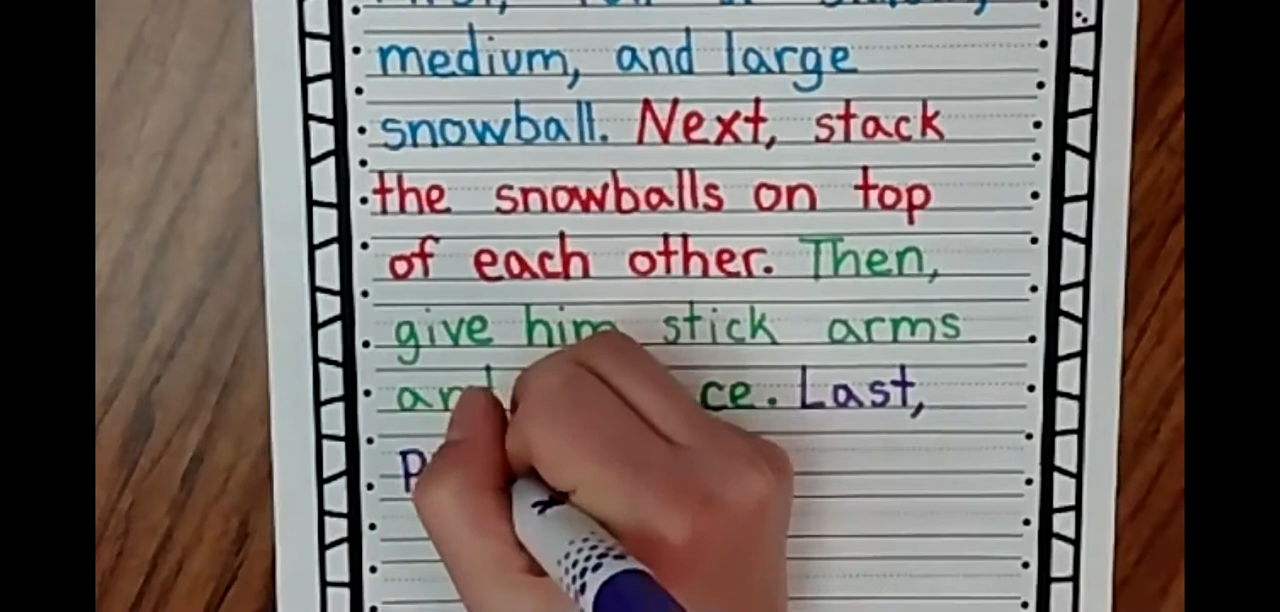 medium, and large
snowball. Next, stack
the snowballs on top
of each other. Then,
give him stick arms
and Last,